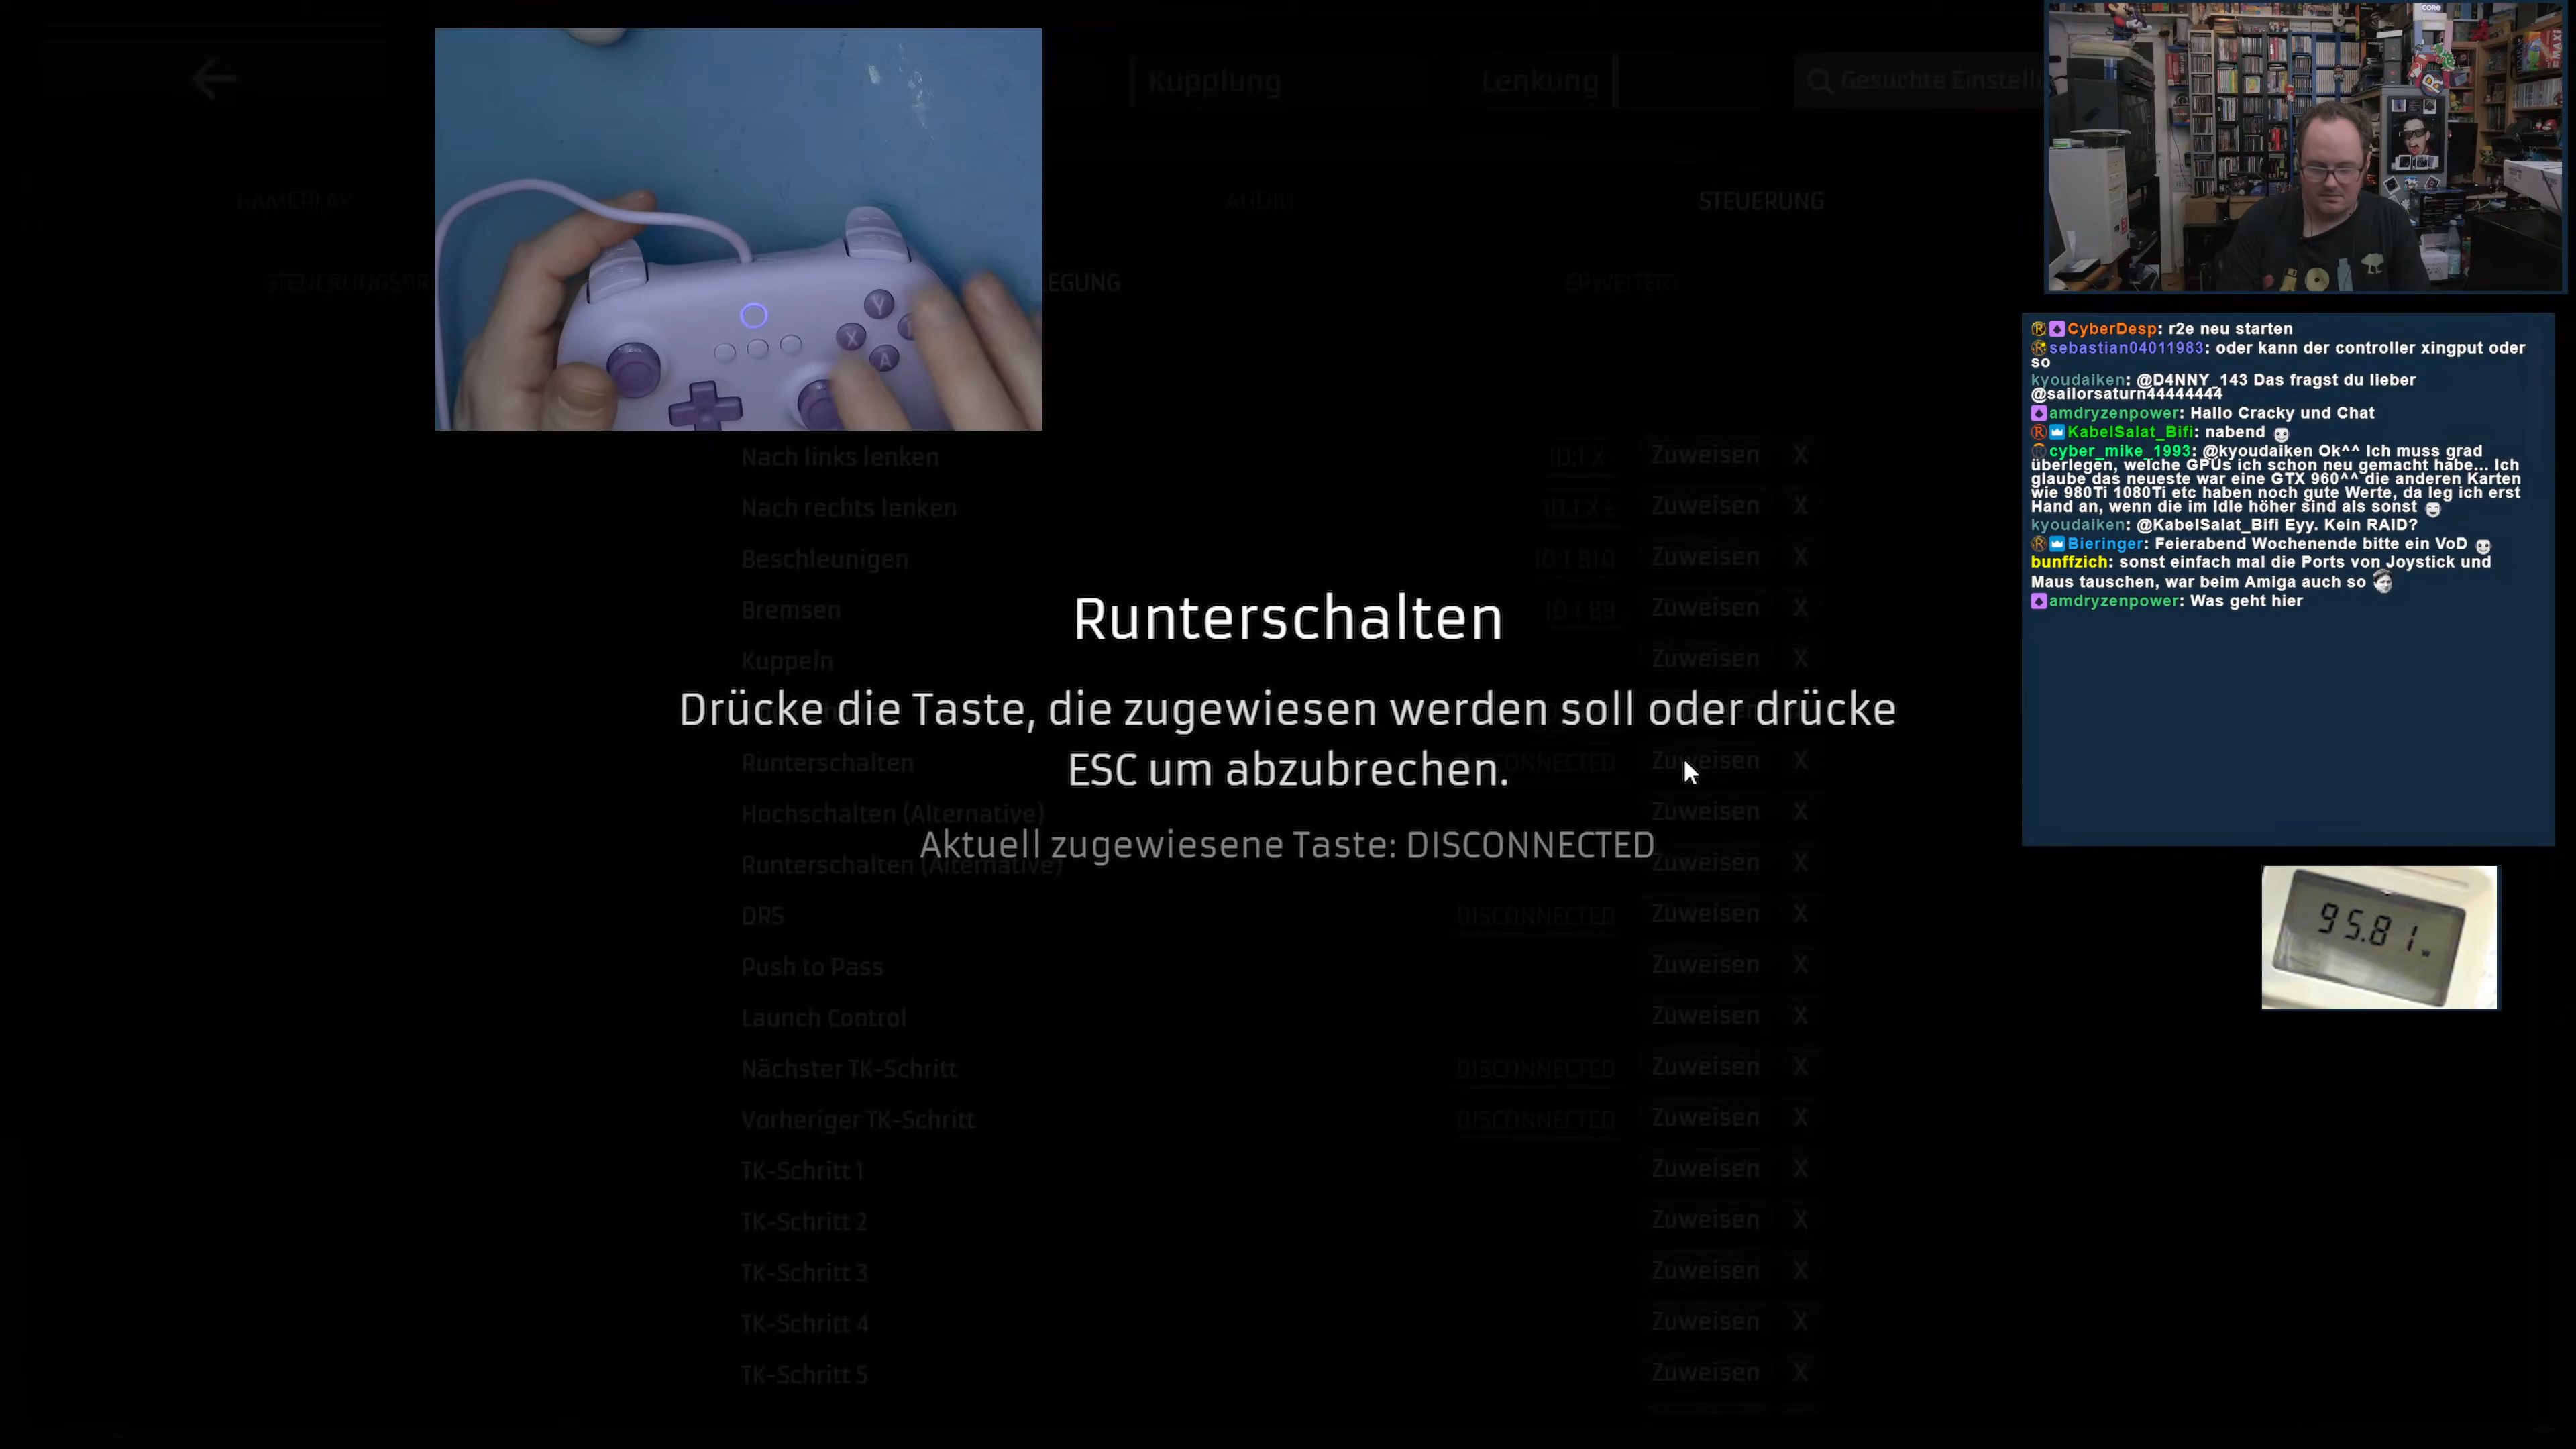 Kupplung
Lenkung
Gesuchte Einstell
GAMEPLAY
AUDIO
STEUERUNG
LEGUNG
ERWEITERT
Y
X
A
Nach links lenken
Zuweisen X
Nach rechts lenken
Zuweisen X
Beschleunigen
Zuweisen X
Bremsen
Zuweisen X
Kuppeln
Zuweisen X
Runterschalten
Drücke die Taste, die zugewiesen werden soll oder drücke
ESC um abzubrechen.
Aktuell zugewiesene Taste: DISCONNECTED
Runterschalten
Zuweisen X
Hochschalten (Alternative)
Zuweisen X
Runterschalten (Alternative)
Zuweisen X
DRS DISCONNECTED Zuweisen X
Push to Pass Zuweisen X
Launch Control Zuweisen X
Nächster TK-Schritt DISCONNECTED Zuweisen X
Vorheriger TK-Schritt DISCONNECTED Zuweisen X
TK-Schritt 1 Zuweisen X
TK-Schritt 2 Zuweisen X
TK-Schritt 3 Zuweisen X
TK-Schritt 4 Zuweisen X
TK-Schritt 5 Zuweisen X
CyberDesp: r2e neu starten
sebastian04011983: oder kann der controller xingput oder
so
kyoudaiken: @D4NNY_143 Das fragst du lieber
@sailorsaturn44444444
amdryzenpower: Hallo Cracky und Chat
KabelSalat_Bifi: nabend
cyber_mike_1993: @kyoudaiken Ok^^ Ich muss grad
überlegen, welche GPUs ich schon neu gemacht habe... Ich
glaube das neueste war eine GTX 960^^ die anderen Karten
wie 980Ti 1080Ti etc haben noch gute Werte, da leg ich erst
Hand an, wenn die im Idle höher sind als sonst
kyoudaiken: @KabelSalat_Bifi Eyy. Kein RAID?
Bieringer: Feierabend Wochenende bitte ein VoD
bunffzich: sonst einfach mal die Ports von Joystick und
Maus tauschen, war beim Amiga auch so
amdryzenpower: Was geht hier
95.81 w